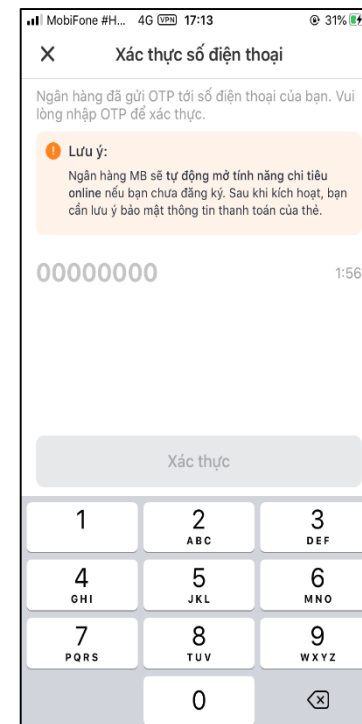 MobiFone #H... 4G VPN 17:13 31%
Xác thực số điện thoại
Ngân hàng đã gửi OTP tới số điện thoại của bạn. Vui
lòng nhập OTP để xác thực.
! Lưu ý:
Ngân hàng MB sẽ tự động mở tính năng chi tiêu
online nếu bạn chưa đăng ký. Sau khi kích hoạt, bạn
cần lưu ý bảo mật thông tin thanh toán của thẻ.
00000000 1:56
Xác thực
1 2 3
ABC DEF
4 5 6
GHI JKL MNO
7 8 9
PQRS TUV WXYZ
0